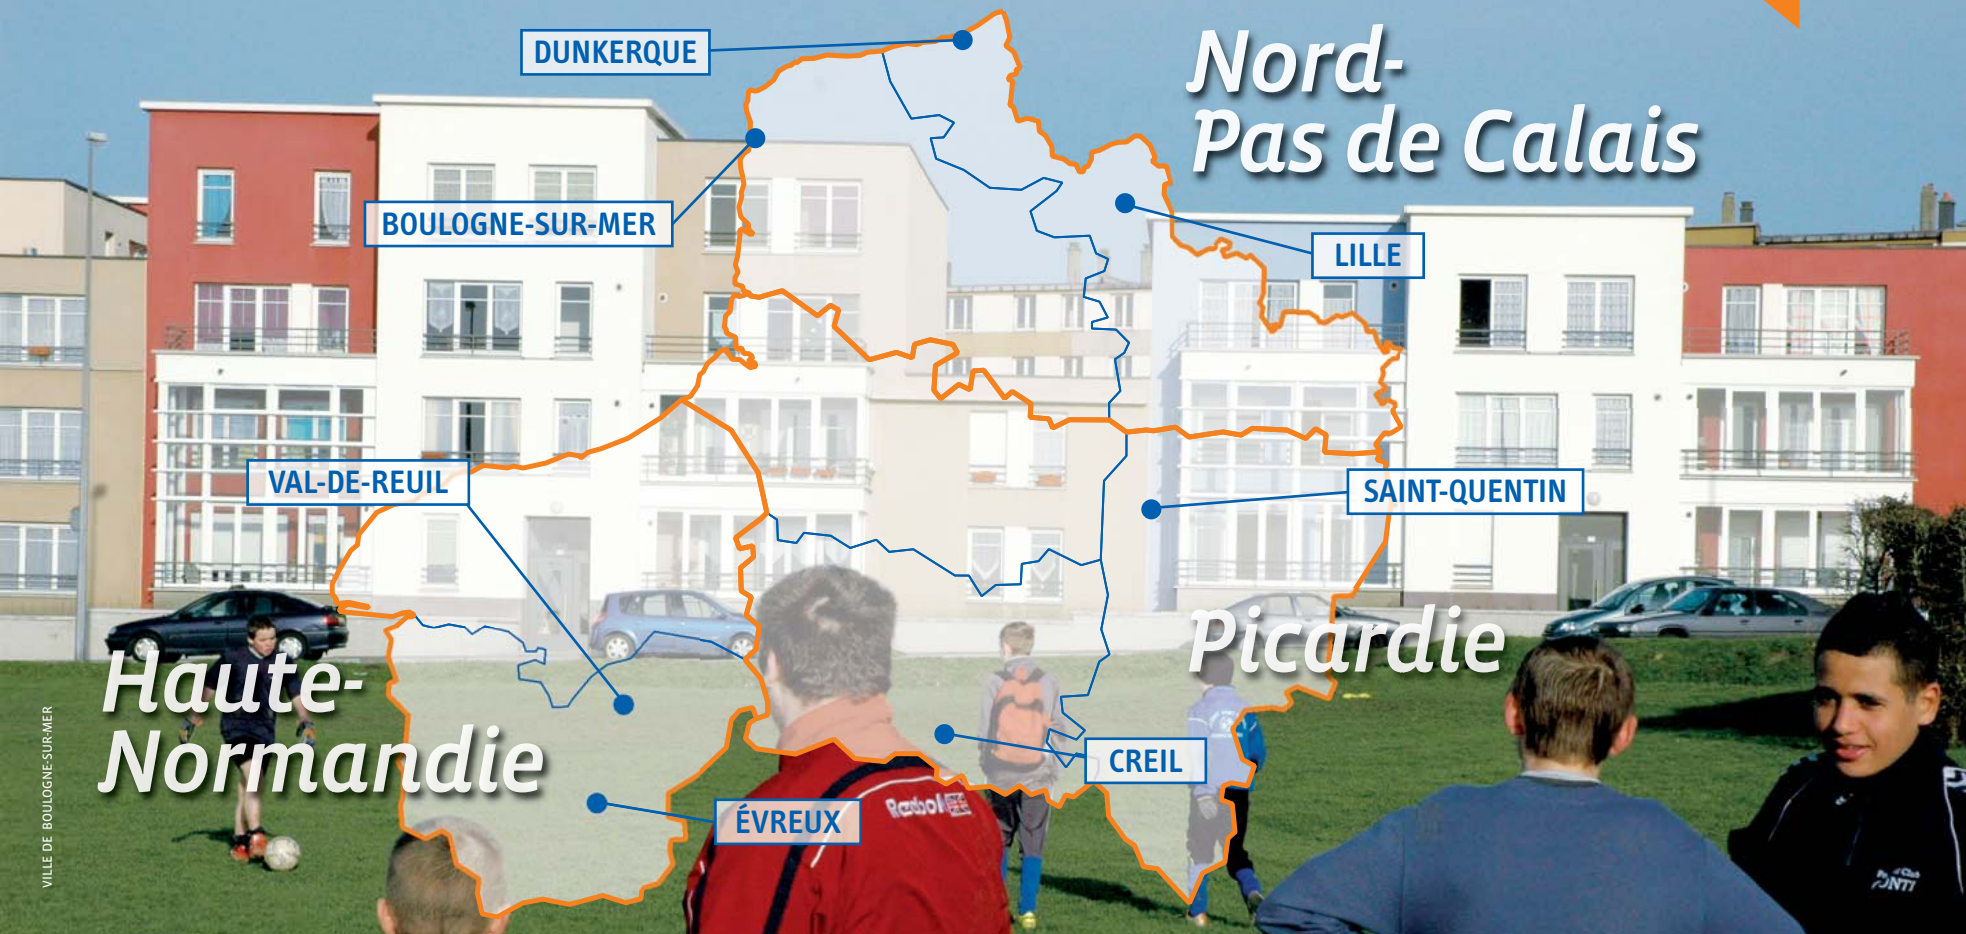 DUNKERQUE
Nord-
Pas de Calais
BOULOGNE-SUR-MER
LILLE
VAL-DE-REUIL
SAINT-QUENTIN
Picardie
Haute-
Normandie
CREIL
ÉVREUX
VILLE DE BOULOGNE-SUR-MER